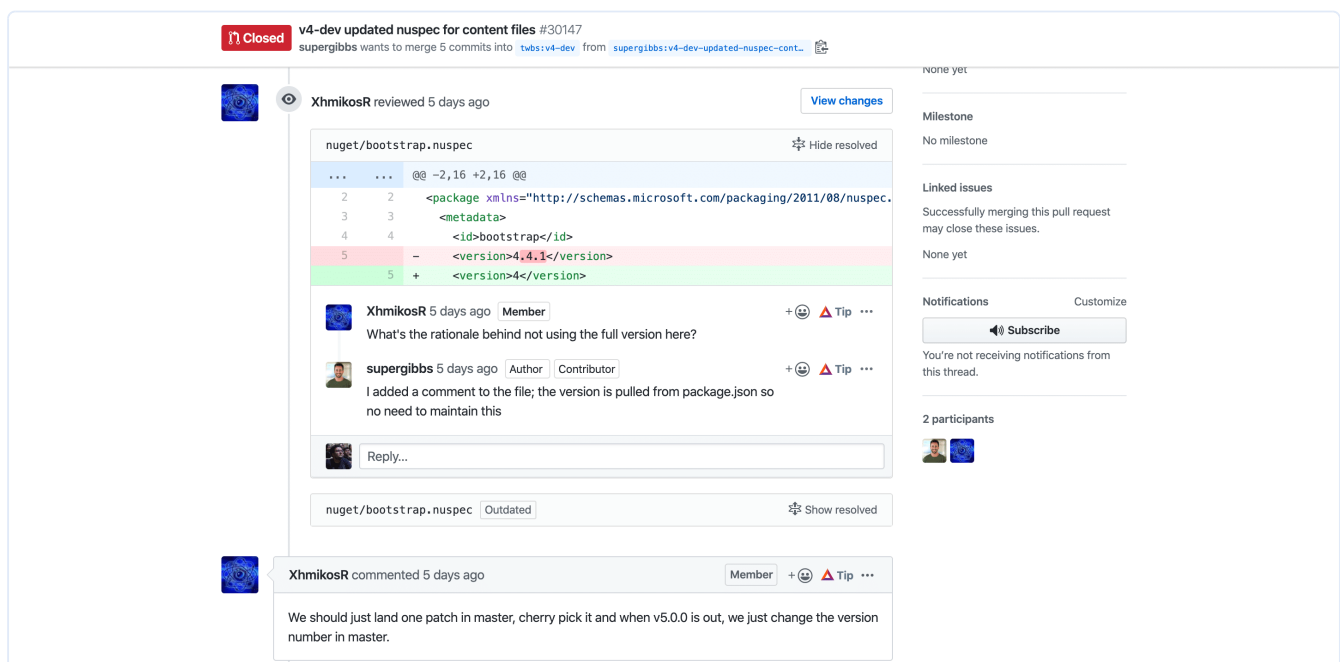 Closed
v4-dev updated nuspec for content files #30147
supergibbs wants to merge 5 commits into twbs:v4-dev from supergibbs:v4-dev-updated-nuspec-cont…
XhmikosR reviewed 5 days ago
View changes
nuget/bootstrap.nuspec
Hide resolved
... ... @@ -2,16 +2,16 @@
2 2 <package xmlns="http://schemas.microsoft.com/packaging/2011/08/nuspec.
3 3 <metadata>
4 4 <id>bootstrap</id>
5 - <version>4.4.1</version>
5 + <version>4</version>
XhmikosR 5 days ago Member
+ Tip ...
What's the rationale behind not using the full version here?
supergibbs 5 days ago Author Contributor
+ Tip ...
I added a comment to the file; the version is pulled from package.json so
no need to maintain this
Reply...
nuget/bootstrap.nuspec Outdated
Show resolved
XhmikosR commented 5 days ago
Member + Tip ...
We should just land one patch in master, cherry pick it and when v5.0.0 is out, we just change the version
number in master.
None yet
Milestone
No milestone
Linked issues
Successfully merging this pull request
may close these issues.
None yet
Notifications
Customize
Subscribe
You're not receiving notifications from
this thread.
2 participants